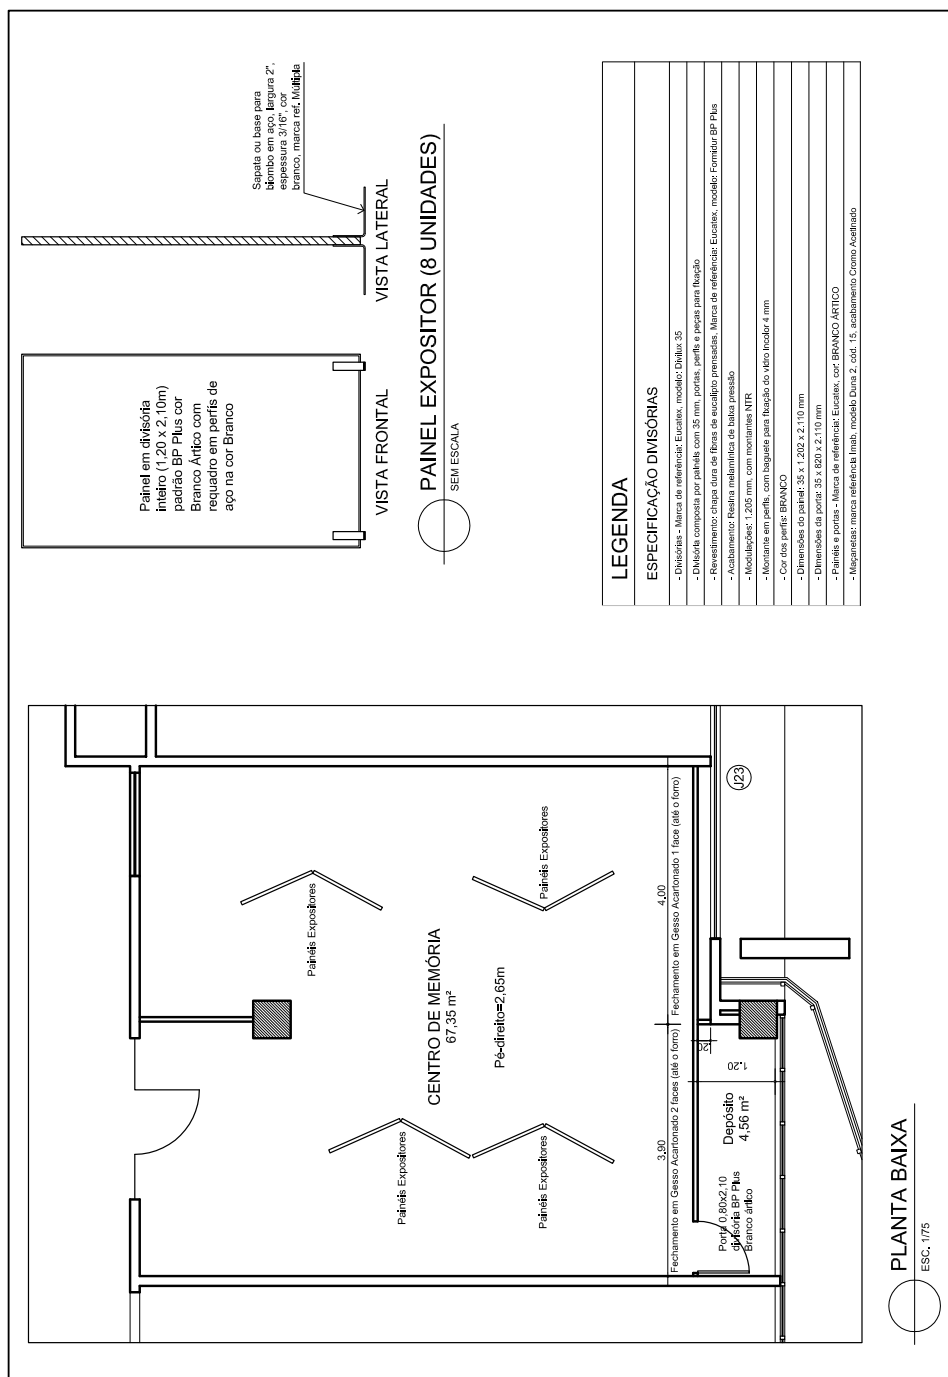 Painel em divisória
inteiro (1,20 x 2,10m)
padrão BP Plus cor
Branco Ártico com
requadro em perfis de
aço na cor Branco
Sapata ou base para
biombo em aço, largura 2",
espessura 3/16", cor
branco, marca ref. Múltipla
VISTA FRONTAL
VISTA LATERAL
PAINEL EXPOSITOR (8 UNIDADES)
SEM ESCALA
LEGENDA
ESPECIFICAÇÃO DIVISÓRIAS
- Divisórias - Marca de referência: Eucatex, modelo: Divilux 35
- Divisória composta por painéis com 35 mm, portas, perfis e peças para fixação
- Revestimento: chapa dura de fibras de eucalipto prensadas, Marca de referência: Eucatex, modelo: Formidur BP Plus
- Acabamento: Resina melamínica de baixa pressão
- Modulações: 1.205 mm, com montantes NTR
- Montante em perfis, com baguete para fixação do vidro incolor 4 mm
- Cor dos perfis: BRANCO
- Dimensões do painel: 35 x 1.202 x 2.110 mm
- Dimensões da porta: 35 x 820 x 2.110 mm
- Painéis e portas - Marca de referência: Eucatex, cor: BRANCO ÁRTICO
- Maçanetas: marca referência Imab, modelo Duna 2, cód. 15, acabamento Cromo Acetinado
Painéis Expositores
Painéis Expositores
CENTRO DE MEMÓRIA
67,35 m²
Pé-direito=2,65m
Painéis Expositores
Painéis Expositores
3.90
4.00
Fechamento em Gesso Acartonado 2 faces (até o forro)
Fechamento em Gesso Acartonado 1 face (até o forro)
.20
1.20
J23
Depósito
4,56 m²
Porta 0,80x2,10
divisória BP Plus
Branco ártico
PLANTA BAIXA
ESC. 1/75